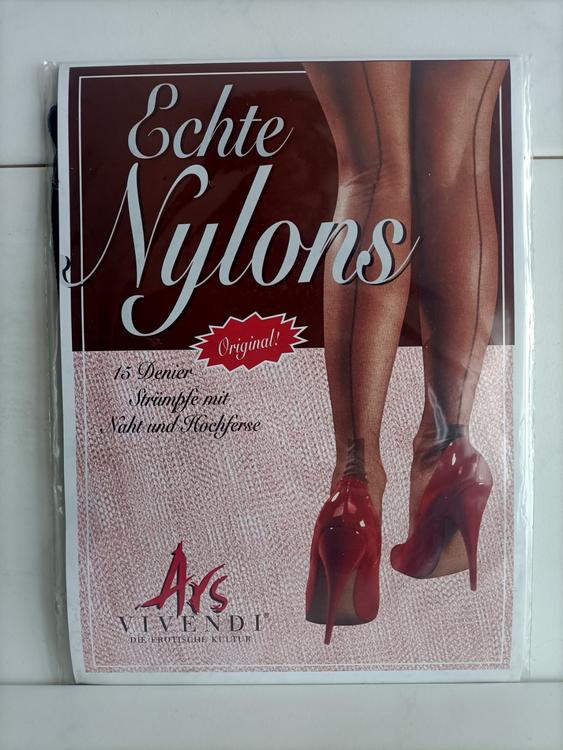 Echte
Nylons
Original!
15 Denier
Strümpfe mit
Naht und Hochferse
Ars
VIVENDI®
DIE EROTISCHE KULTUR